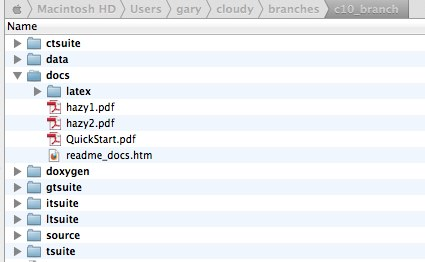 Macintosh HD Users gary cloudy branches c10_branch
Name
ctsuite
data
docs
latex
hazy1.pdf
hazy2.pdf
QuickStart.pdf
readme_docs.htm
doxygen
gtsuite
itsuite
ltsuite
source
tsuite